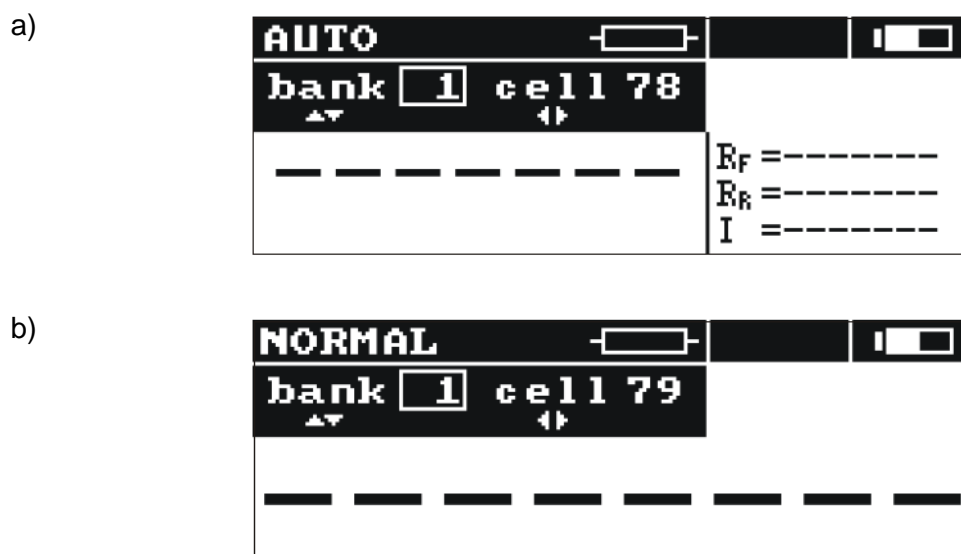 a)
AUTO
bank 1 cell 78
-------
RF =-------
RR =-------
I =-------
b)
NORMAL
bank 1 cell 79
--------